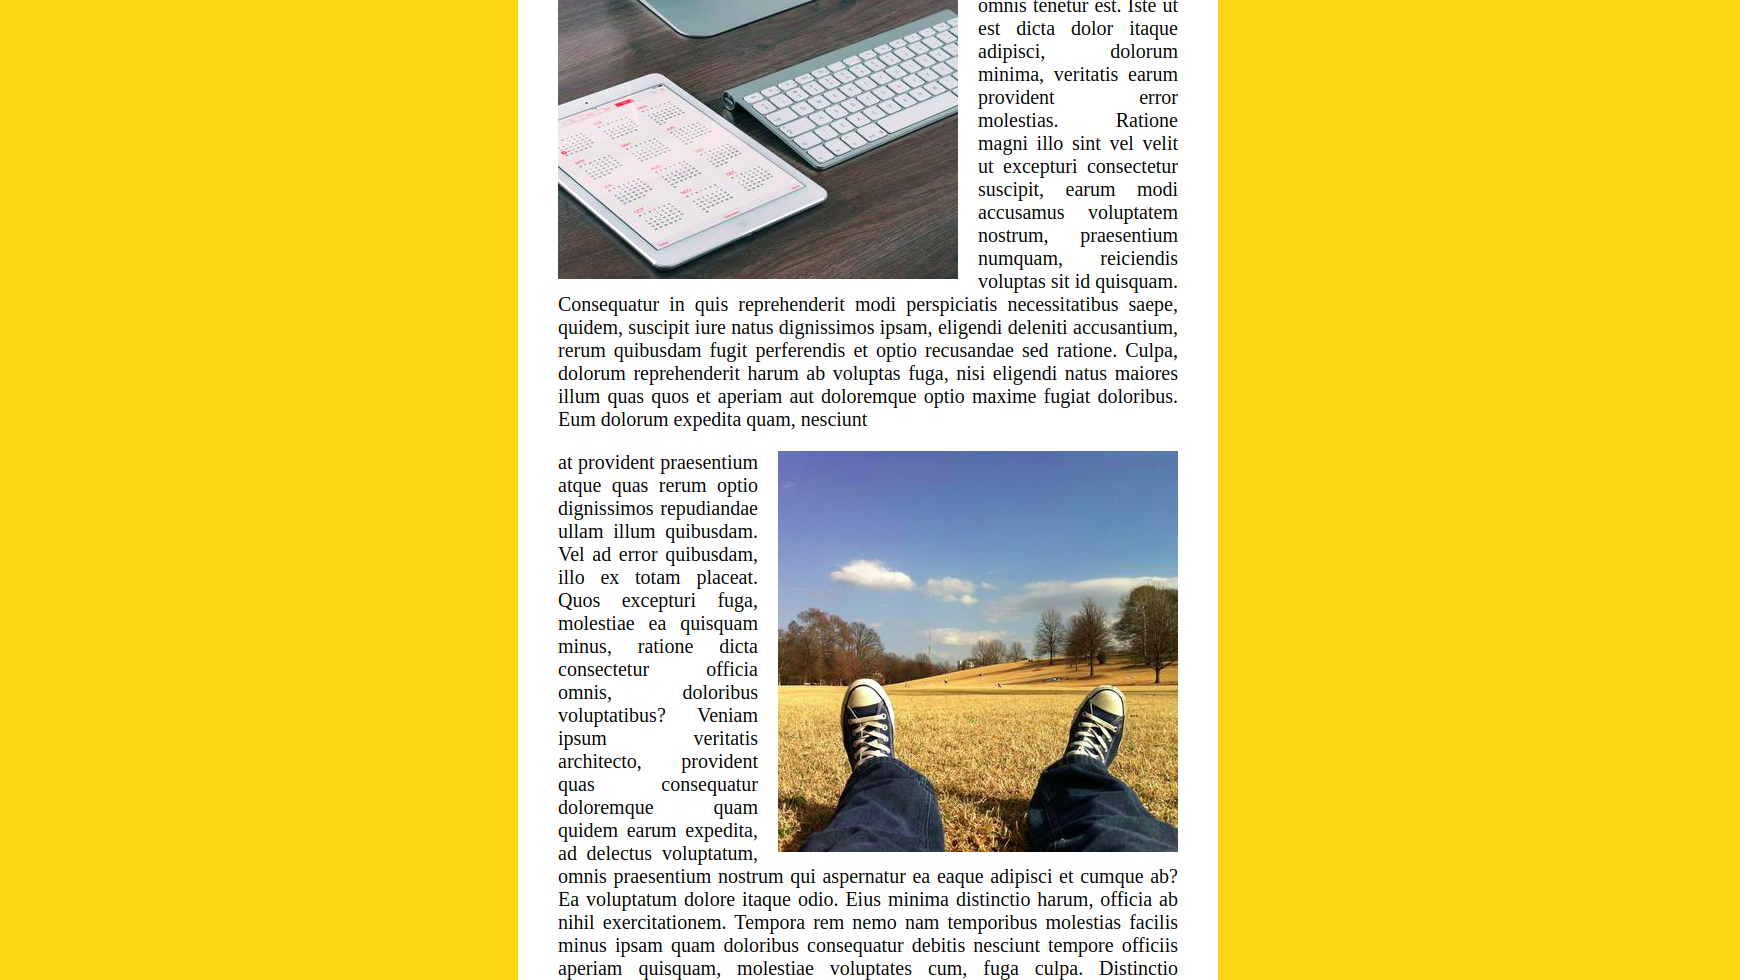 omnis tenetur est. Iste ut
est dicta dolor itaque
adipisci, dolorum
minima, veritatis earum
provident error
molestias. Ratione
magni illo sint vel velit
ut excepturi consectetur
suscipit, earum modi
accusamus voluptatem
nostrum, praesentium
numquam, reiciendis
voluptas sit id quisquam.
Consequatur in quis reprehenderit modi perspiciatis necessitatibus saepe,
quidem, suscipit iure natus dignissimos ipsam, eligendi deleniti accusantium,
rerum quibusdam fugit perferendis et optio recusandae sed ratione. Culpa,
dolorum reprehenderit harum ab voluptas fuga, nisi eligendi natus maiores
illum quas quos et aperiam aut doloremque optio maxime fugiat doloribus.
Eum dolorum expedita quam, nesciunt
at provident praesentium
atque quas rerum optio
dignissimos repudiandae
ullam illum quibusdam.
Vel ad error quibusdam,
illo ex totam placeat.
Quos excepturi fuga,
molestiae ea quisquam
minus, ratione dicta
consectetur officia
omnis, doloribus
voluptatibus? Veniam
ipsum veritatis
architecto, provident
quas consequatur
doloremque quam
quidem earum expedita,
ad delectus voluptatum,
omnis praesentium nostrum qui aspernatur ea eaque adipisci et cumque ab?
Ea voluptatum dolore itaque odio. Eius minima distinctio harum, officia ab
nihil exercitationem. Tempora rem nemo nam temporibus molestias facilis
minus ipsam quam doloribus consequatur debitis nesciunt tempore officiis
aperiam quisquam, molestiae voluptates cum, fuga culpa. Distinctio